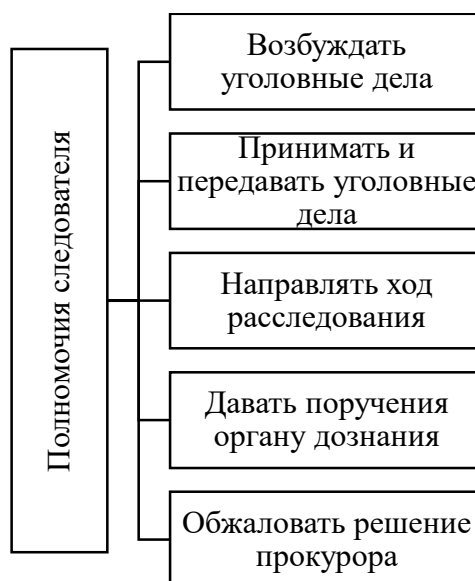 Полномочия следователя
Возбуждать
уголовные дела
Принимать и
передавать уголовные
дела
Направлять ход
расследования
Давать поручения
органу дознания
Обжаловать решение
прокурора